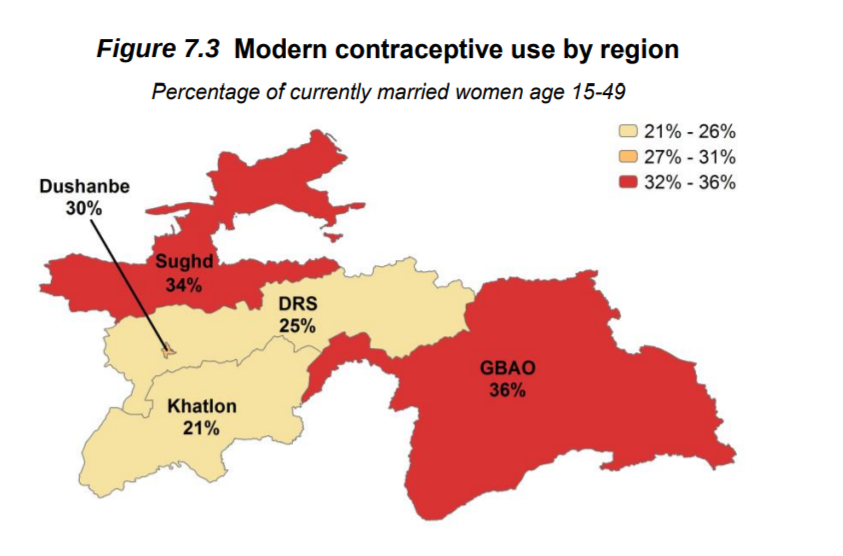 Figure 7.3 Modern contraceptive use by region
Percentage of currently married women age 15-49
21% - 26%
27% - 31%
32% - 36%
Dushanbe
30%
Sughd
34%
DRS
25%
GBAO
36%
Khatlon
21%